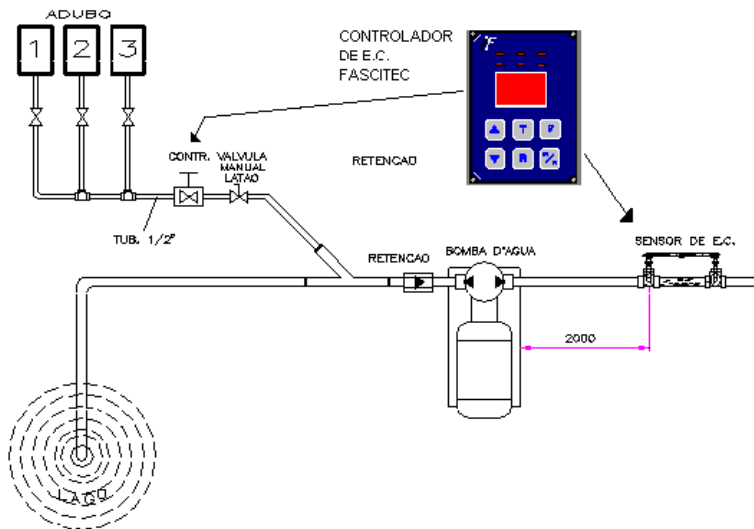 ADUBO
1 2 3
CONTROLADOR
DE E.C.
FASCITEC
F
T F
R P/R
CONTR. VALVULA
MANUAL
LATAO
RETENCAO
TUB. 1/2"
RETENCAO
BOMBA D'AGUA
SENSOR DE E.C.
2000
LAGO